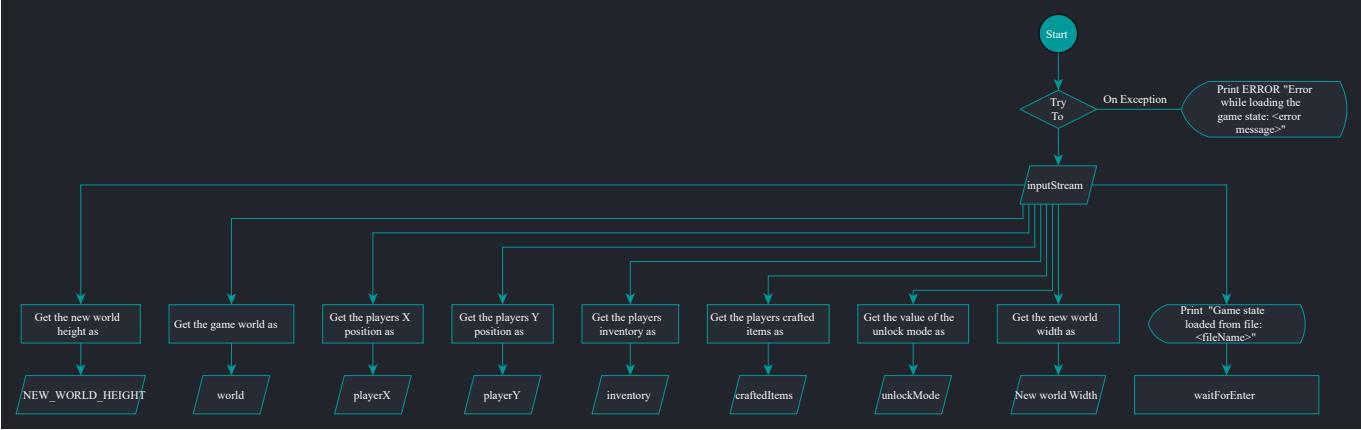 Start
Try
To
On Exception
Print ERROR "Error
while loading the
game state: <error
message>"
inputStream
Get the new world
height as
Get the game world as
Get the players X
position as
Get the players Y
position as
Get the players
inventory as
Get the players crafted
items as
Get the value of the
unlock mode as
Get the new world
width as
Print "Game state
loaded from file:
<fileName>"
NEW_WORLD_HEIGHT
world
playerX
playerY
inventory
craftedItems
unlockMode
New world Width
waitForEnter